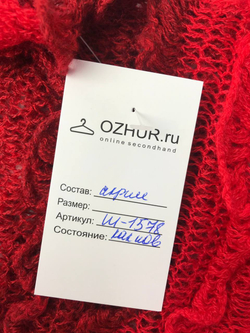 OZHUR.ru
online secondhand
Состав: акрил
Размер:
Артикул: Ш-1578
Состояние: